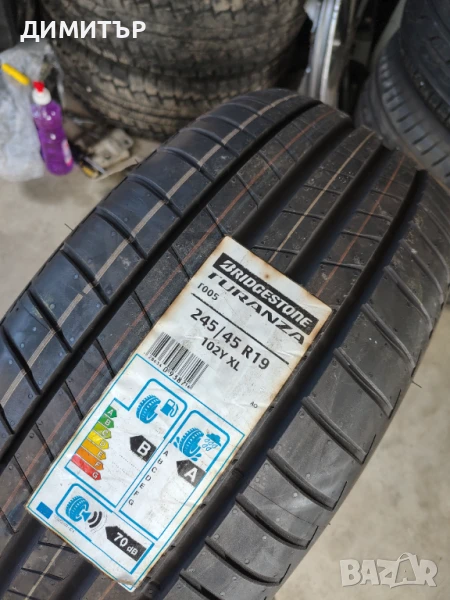 ДИМИТЪР
BRIDGESTONE
TURANZA
T005
245/45 R19
102Y XL
B
A
A
B
C
D
E
F
G
70 dB
bazar.bg